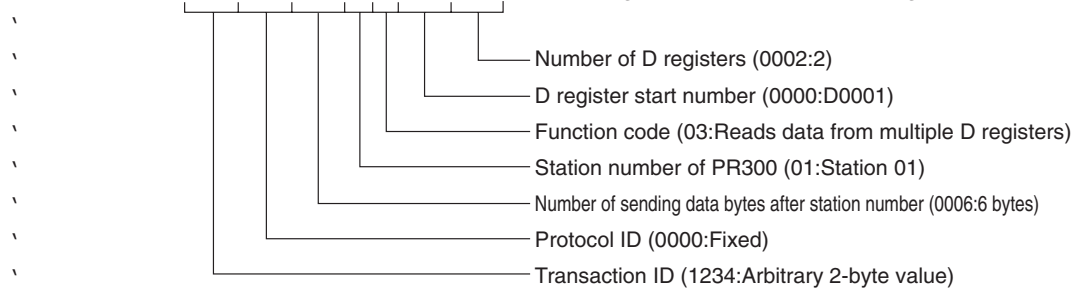 Number of D registers (0002:2)
D register start number (0000:D0001)
Function code (03:Reads data from multiple D registers)
Station number of PR300 (01:Station 01)
Number of sending data bytes after station number (0006:6 bytes)
Protocol ID (0000:Fixed)
Transaction ID (1234:Arbitrary 2-byte value)